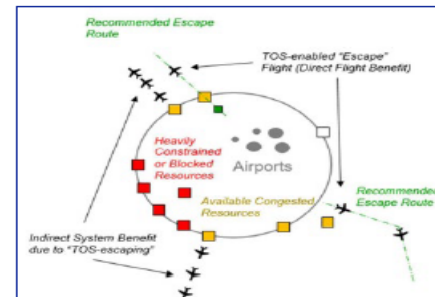 Recommended Escape
Route
TOS-enabled "Escape"
Flight (Direct Flight Benefit)
Heavily
Constrained
or Blocked
Resources
Airports
Available Congested
Resources
Recommended
Escape Route
Indirect System Benefit
due to "TOS-escaping"